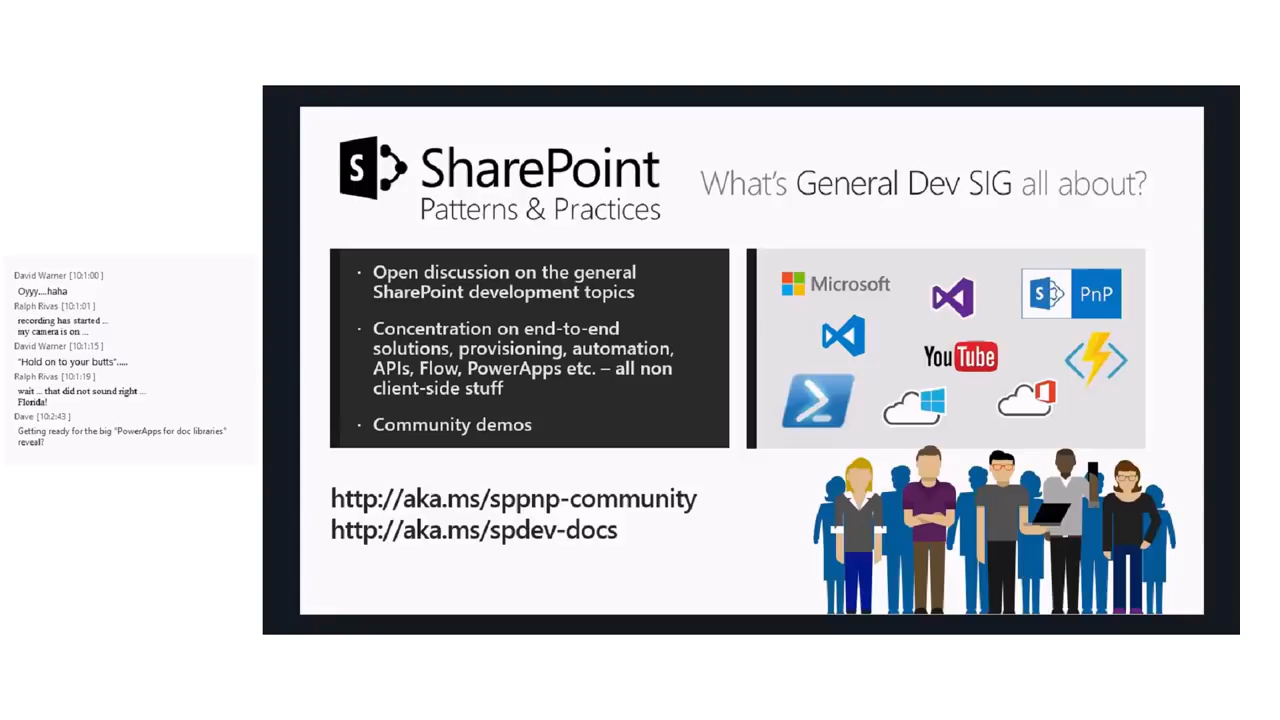 David Warner [10:1:00 ]
Oyyy....haha
Ralph Rivas [10:1:01 ]
recording has started ...
my camera is on ...
David Warner [10:1:15 ]
"Hold on to your butts".....
Ralph Rivas [10:1:19 ]
wait ... that did not sound right ...
Florida!
Dave [10:2:43 ]
Getting ready for the big "PowerApps for doc libraries"
reveal?
S SharePoint
Patterns & Practices
What's General Dev SIG all about?
· Open discussion on the general
SharePoint development topics
· Concentration on end-to-end
solutions, provisioning, automation,
APIs, Flow, PowerApps etc. – all non
client-side stuff
· Community demos
Microsoft
S PnP
YouTube
http://aka.ms/sppnp-community
http://aka.ms/spdev-docs